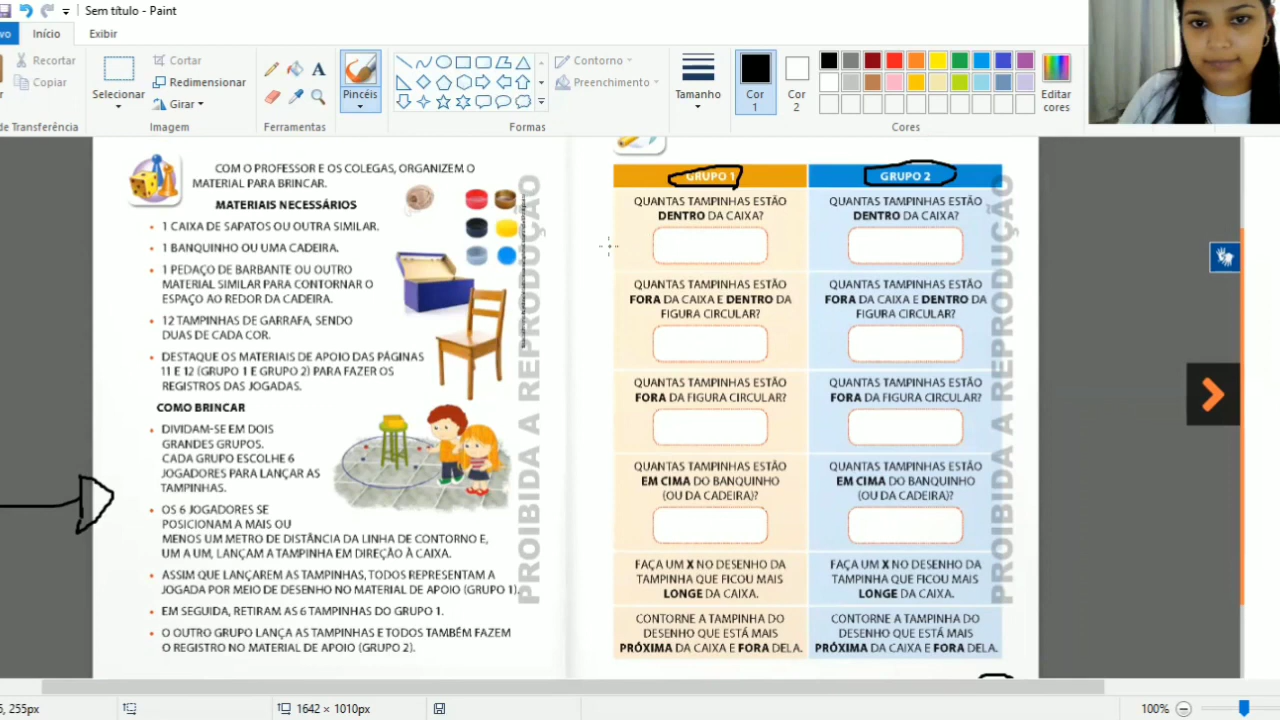 Sem título - Paint
Início
Exibir
Recortar
Copiar
Selecionar
Cortar
Redimensionar
Girar
Pincéis
Contorno
Preenchimento
Tamanho
Cor
1
Cor
2
Editar
cores
de Transferência
Imagem
Ferramentas
Formas
Cores
COM O PROFESSOR E OS COLEGAS, ORGANIZEM O
MATERIAL PARA BRINCAR.
MATERIAIS NECESSÁRIOS
• 1 CAIXA DE SAPATOS OU OUTRA SIMILAR.
• 1 BANQUINHO OU UMA CADEIRA.
• 1 PEDAÇO DE BARBANTE OU OUTRO
MATERIAL SIMILAR PARA CONTORNAR O
ESPAÇO AO REDOR DA CADEIRA.
• 12 TAMPINHAS DE GARRAFA, SENDO
DUAS DE CADA COR.
• DESTAQUE OS MATERIAIS DE APOIO DAS PÁGINAS
11 E 12 (GRUPO 1 E GRUPO 2) PARA FAZER OS
REGISTROS DAS JOGADAS.
COMO BRINCAR
• DIVIDAM-SE EM DOIS
GRANDES GRUPOS.
CADA GRUPO ESCOLHE 6
JOGADORES PARA LANÇAR AS
TAMPINHAS.
• OS 6 JOGADORES SE
POSICIONAM A MAIS OU
MENOS UM METRO DE DISTÂNCIA DA LINHA DE CONTORNO E,
UM A UM, LANÇAM A TAMPINHA EM DIREÇÃO À CAIXA.
• ASSIM QUE LANÇAREM AS TAMPINHAS, TODOS REPRESENTAM A
JOGADA POR MEIO DE DESENHO NO MATERIAL DE APOIO (GRUPO 1).
• EM SEGUIDA, RETIRAM AS 6 TAMPINHAS DO GRUPO 1.
• O OUTRO GRUPO LANÇA AS TAMPINHAS E TODOS TAMBÉM FAZEM
O REGISTRO NO MATERIAL DE APOIO (GRUPO 2).
PROIBIDA A REPRODUÇÃO
GRUPO 1
QUANTAS TAMPINHAS ESTÃO
DENTRO DA CAIXA?
QUANTAS TAMPINHAS ESTÃO
FORA DA CAIXA E DENTRO DA
FIGURA CIRCULAR?
QUANTAS TAMPINHAS ESTÃO
FORA DA FIGURA CIRCULAR?
QUANTAS TAMPINHAS ESTÃO
EM CIMA DO BANQUINHO
(OU DA CADEIRA)?
FAÇA UM X NO DESENHO DA
TAMPINHA QUE FICOU MAIS
LONGE DA CAIXA.
CONTORNE A TAMPINHA DO
DESENHO QUE ESTÁ MAIS
PRÓXIMA DA CAIXA E FORA DELA.
GRUPO 2
QUANTAS TAMPINHAS ESTÃO
DENTRO DA CAIXA?
QUANTAS TAMPINHAS ESTÃO
FORA DA CAIXA E DENTRO DA
FIGURA CIRCULAR?
QUANTAS TAMPINHAS ESTÃO
FORA DA FIGURA CIRCULAR?
QUANTAS TAMPINHAS ESTÃO
EM CIMA DO BANQUINHO
(OU DA CADEIRA)?
FAÇA UM X NO DESENHO DA
TAMPINHA QUE FICOU MAIS
LONGE DA CAIXA.
CONTORNE A TAMPINHA DO
DESENHO QUE ESTÁ MAIS
PRÓXIMA DA CAIXA E FORA DELA.
PROIBIDA A REPRODUÇÃO
255px
1642 × 1010px
100%